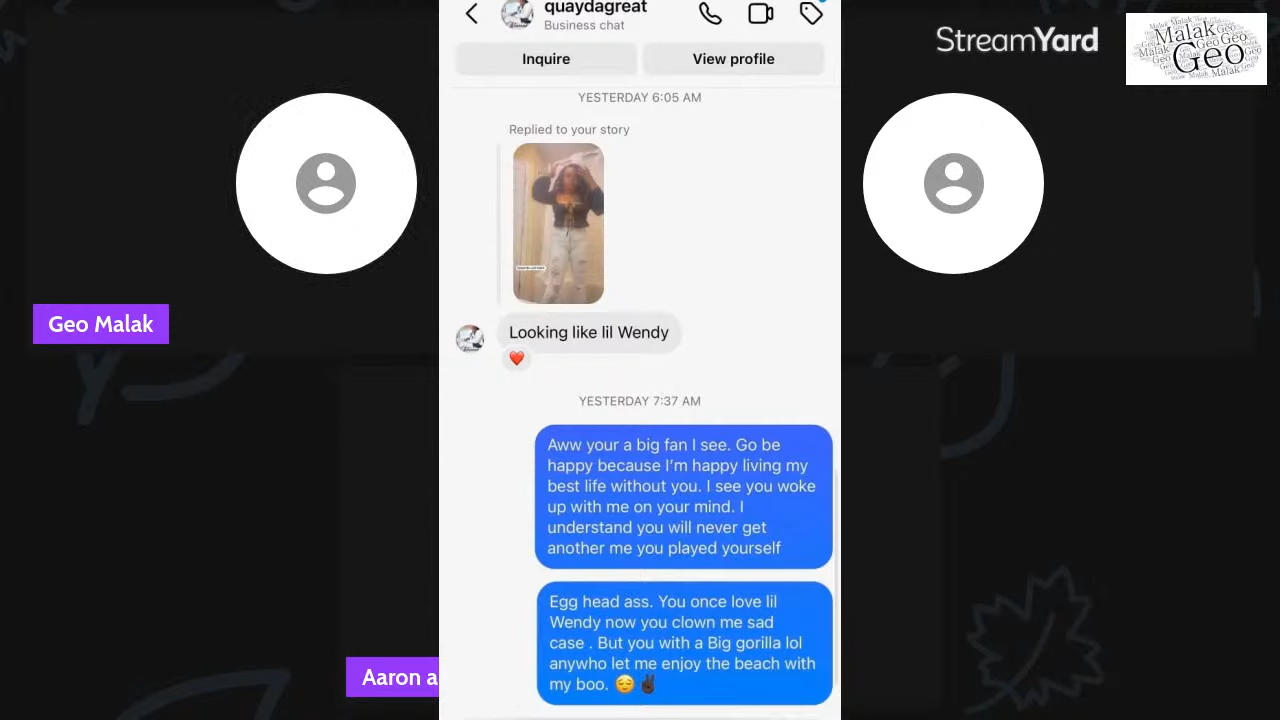 quaydagreat
Business chat
StreamYard
Malak
Geo
Inquire
View profile
YESTERDAY 6:05 AM
Replied to your story
Looking like lil Wendy
YESTERDAY 7:37 AM
Geo Malak
Aww your a big fan I see. Go be
happy because I’m happy living my
best life without you. I see you woke
up with me on your mind. I
understand you will never get
another me you played yourself
Egg head ass. You once love lil
Wendy now you clown me sad
case . But you with a Big gorilla lol
anywho let me enjoy the beach with
my boo. 😌✌🏿
Aaron a